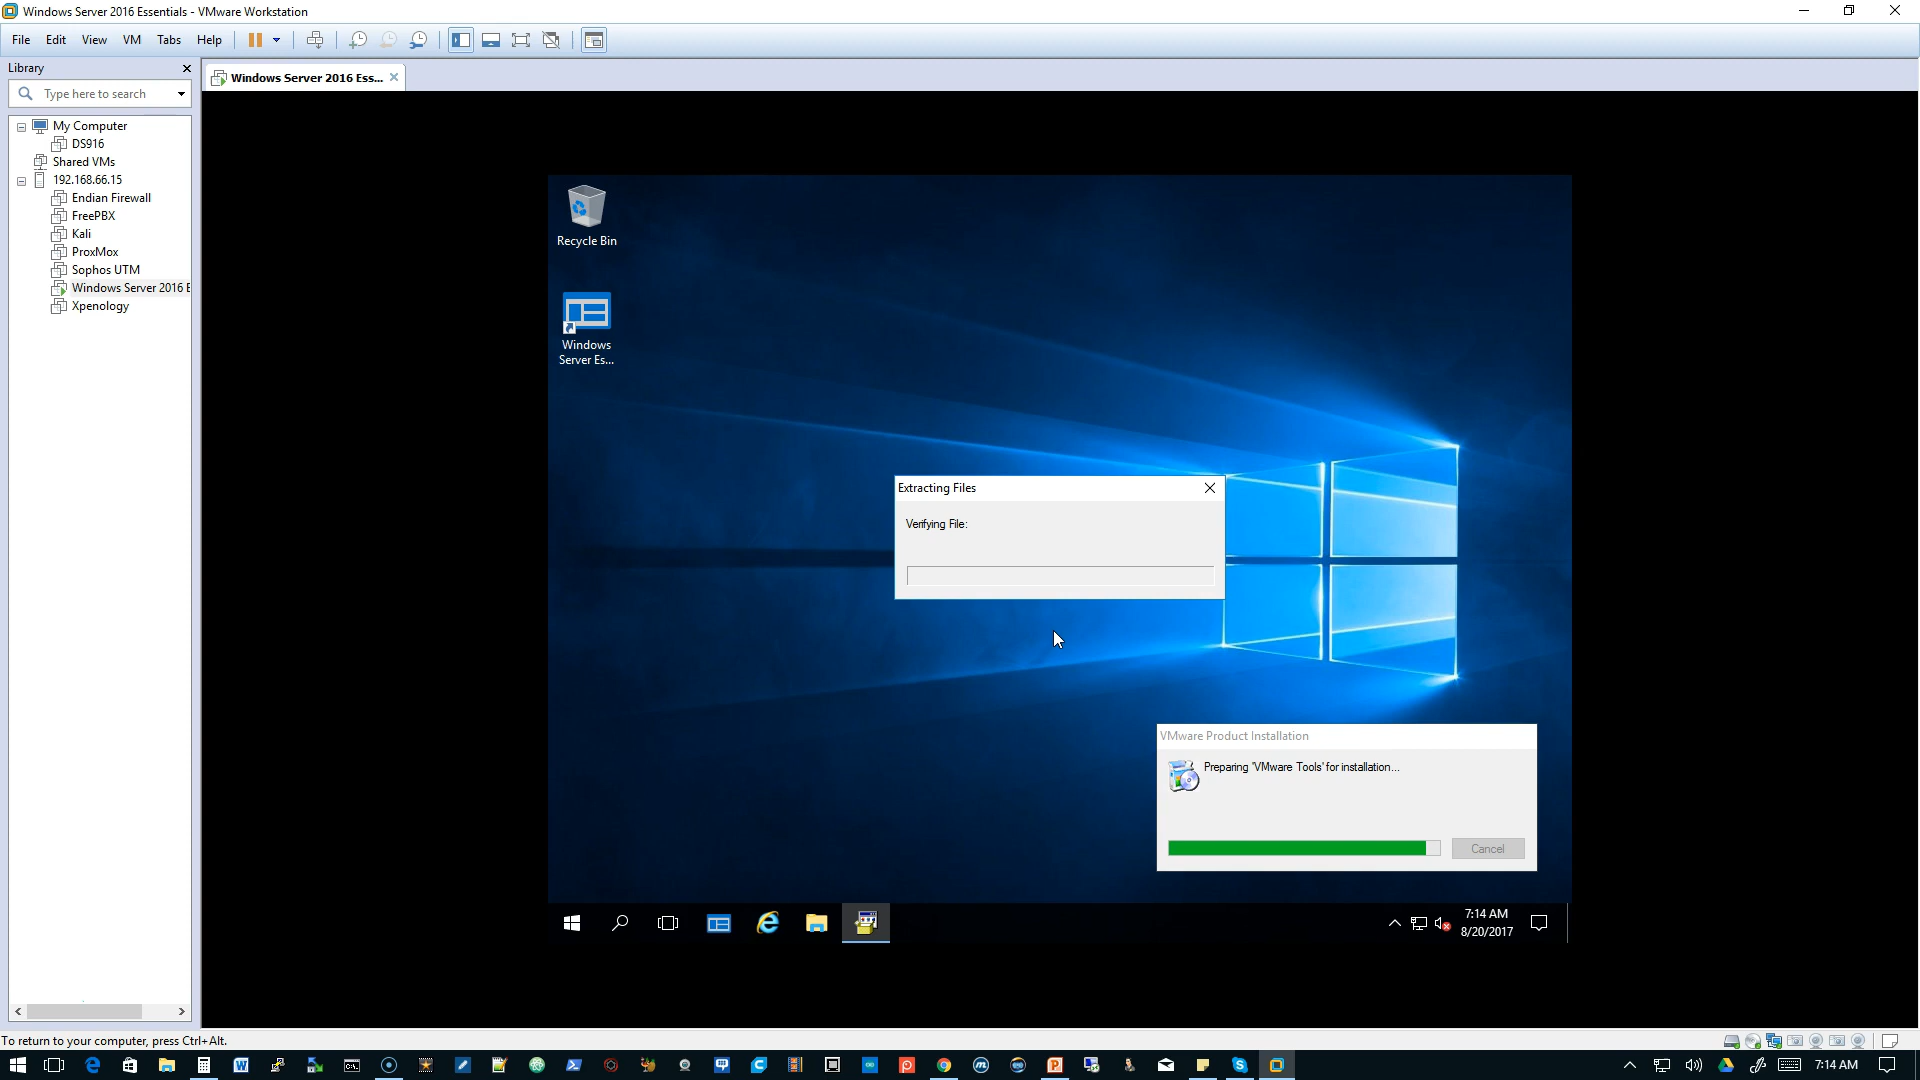 Windows Server 2016 Essentials - VMware Workstation
File Edit View VM Tabs Help
Library
Windows Server 2016 Ess...
Type here to search
My Computer
DS916
Shared VMs
192.168.66.15
Endian Firewall
FreePBX
Kali
ProxMox
Sophos UTM
Windows Server 2016 E
Xpenology
Recycle Bin
Windows
Server Es...
Extracting Files
Verifying File:
VMware Product Installation
Preparing 'VMware Tools' for installation...
Cancel
7:14 AM
8/20/2017
To return to your computer, press Ctrl+Alt.
7:14 AM